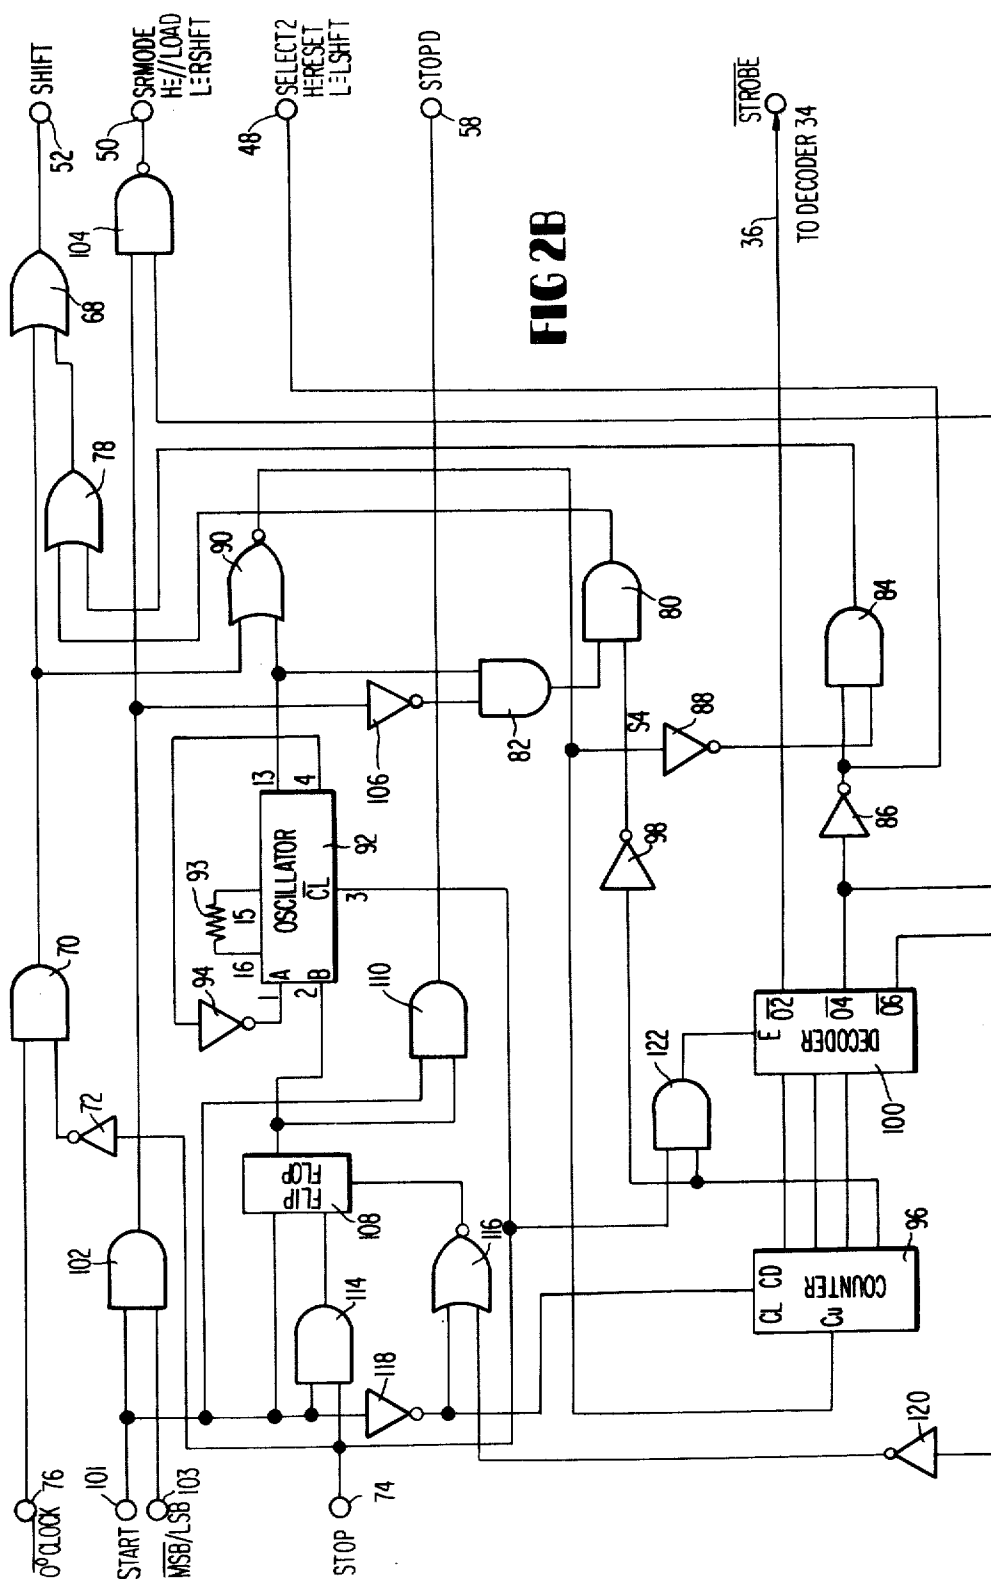 SHIFT
52
SRMODE
H=//LOAD
L=RSHFT
50
104
SELECT2
H=RESET
L=LSHFT
48
STOPD
58
STROBE
36
TO DECODER 34
FIG 2B
68
78
90
80
84
88
S4
82
106
13
4
OSCILLATOR
92
93
15
16
CL
3
A
B
1
2
94
70
72
110
98
86
122
E
O2
O4
O6
DECODER
100
102
FLIP
FLOP
108
114
116
118
CL CD
COUNTER
Cu
96
120
0° CLOCK
76
START
101
MSB/LSB
103
STOP
74